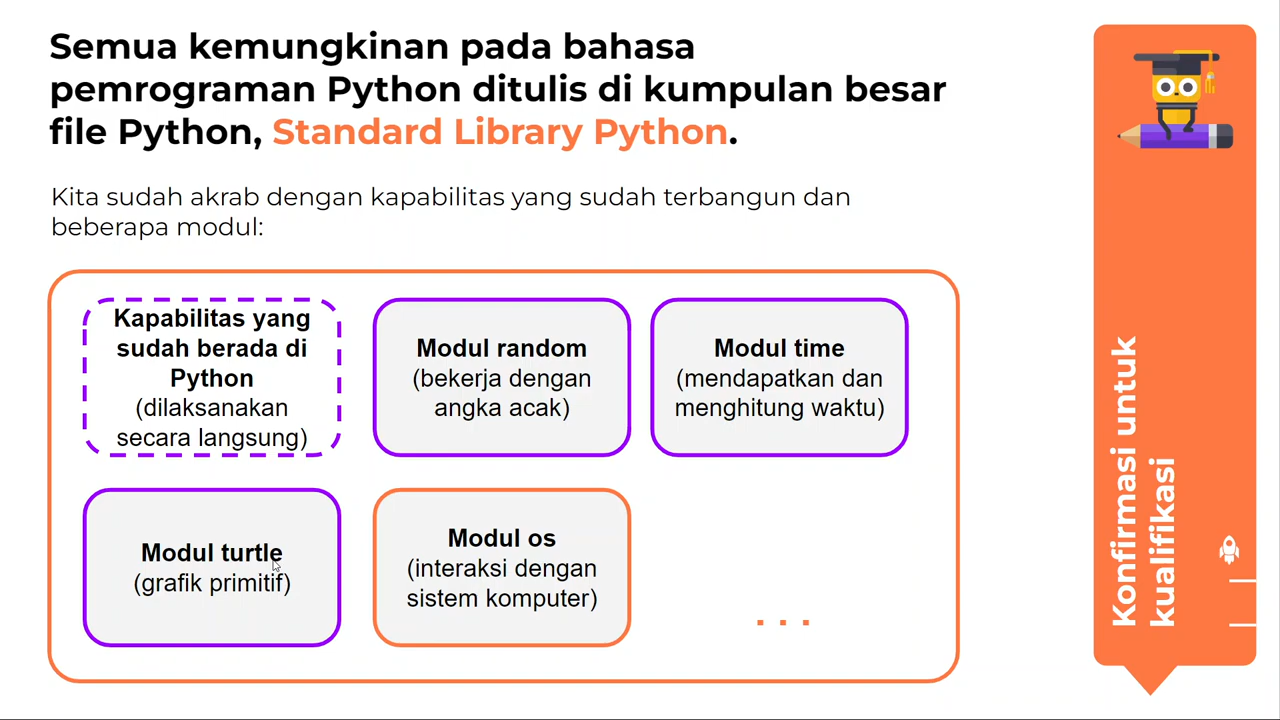 Semua kemungkinan pada bahasa
pemrograman Python ditulis di kumpulan besar
file Python, Standard Library Python.
Kita sudah akrab dengan kapabilitas yang sudah terbangun dan
beberapa modul:
Kapabilitas yang
sudah berada di
Python
(dilaksanakan
secara langsung)
Modul random
(bekerja dengan
angka acak)
Modul time
(mendapatkan dan
menghitung waktu)
Modul turtle
(grafik primitif)
Modul os
(interaksi dengan
sistem komputer)
. . .
Konfirmasi untuk
kualifikasi